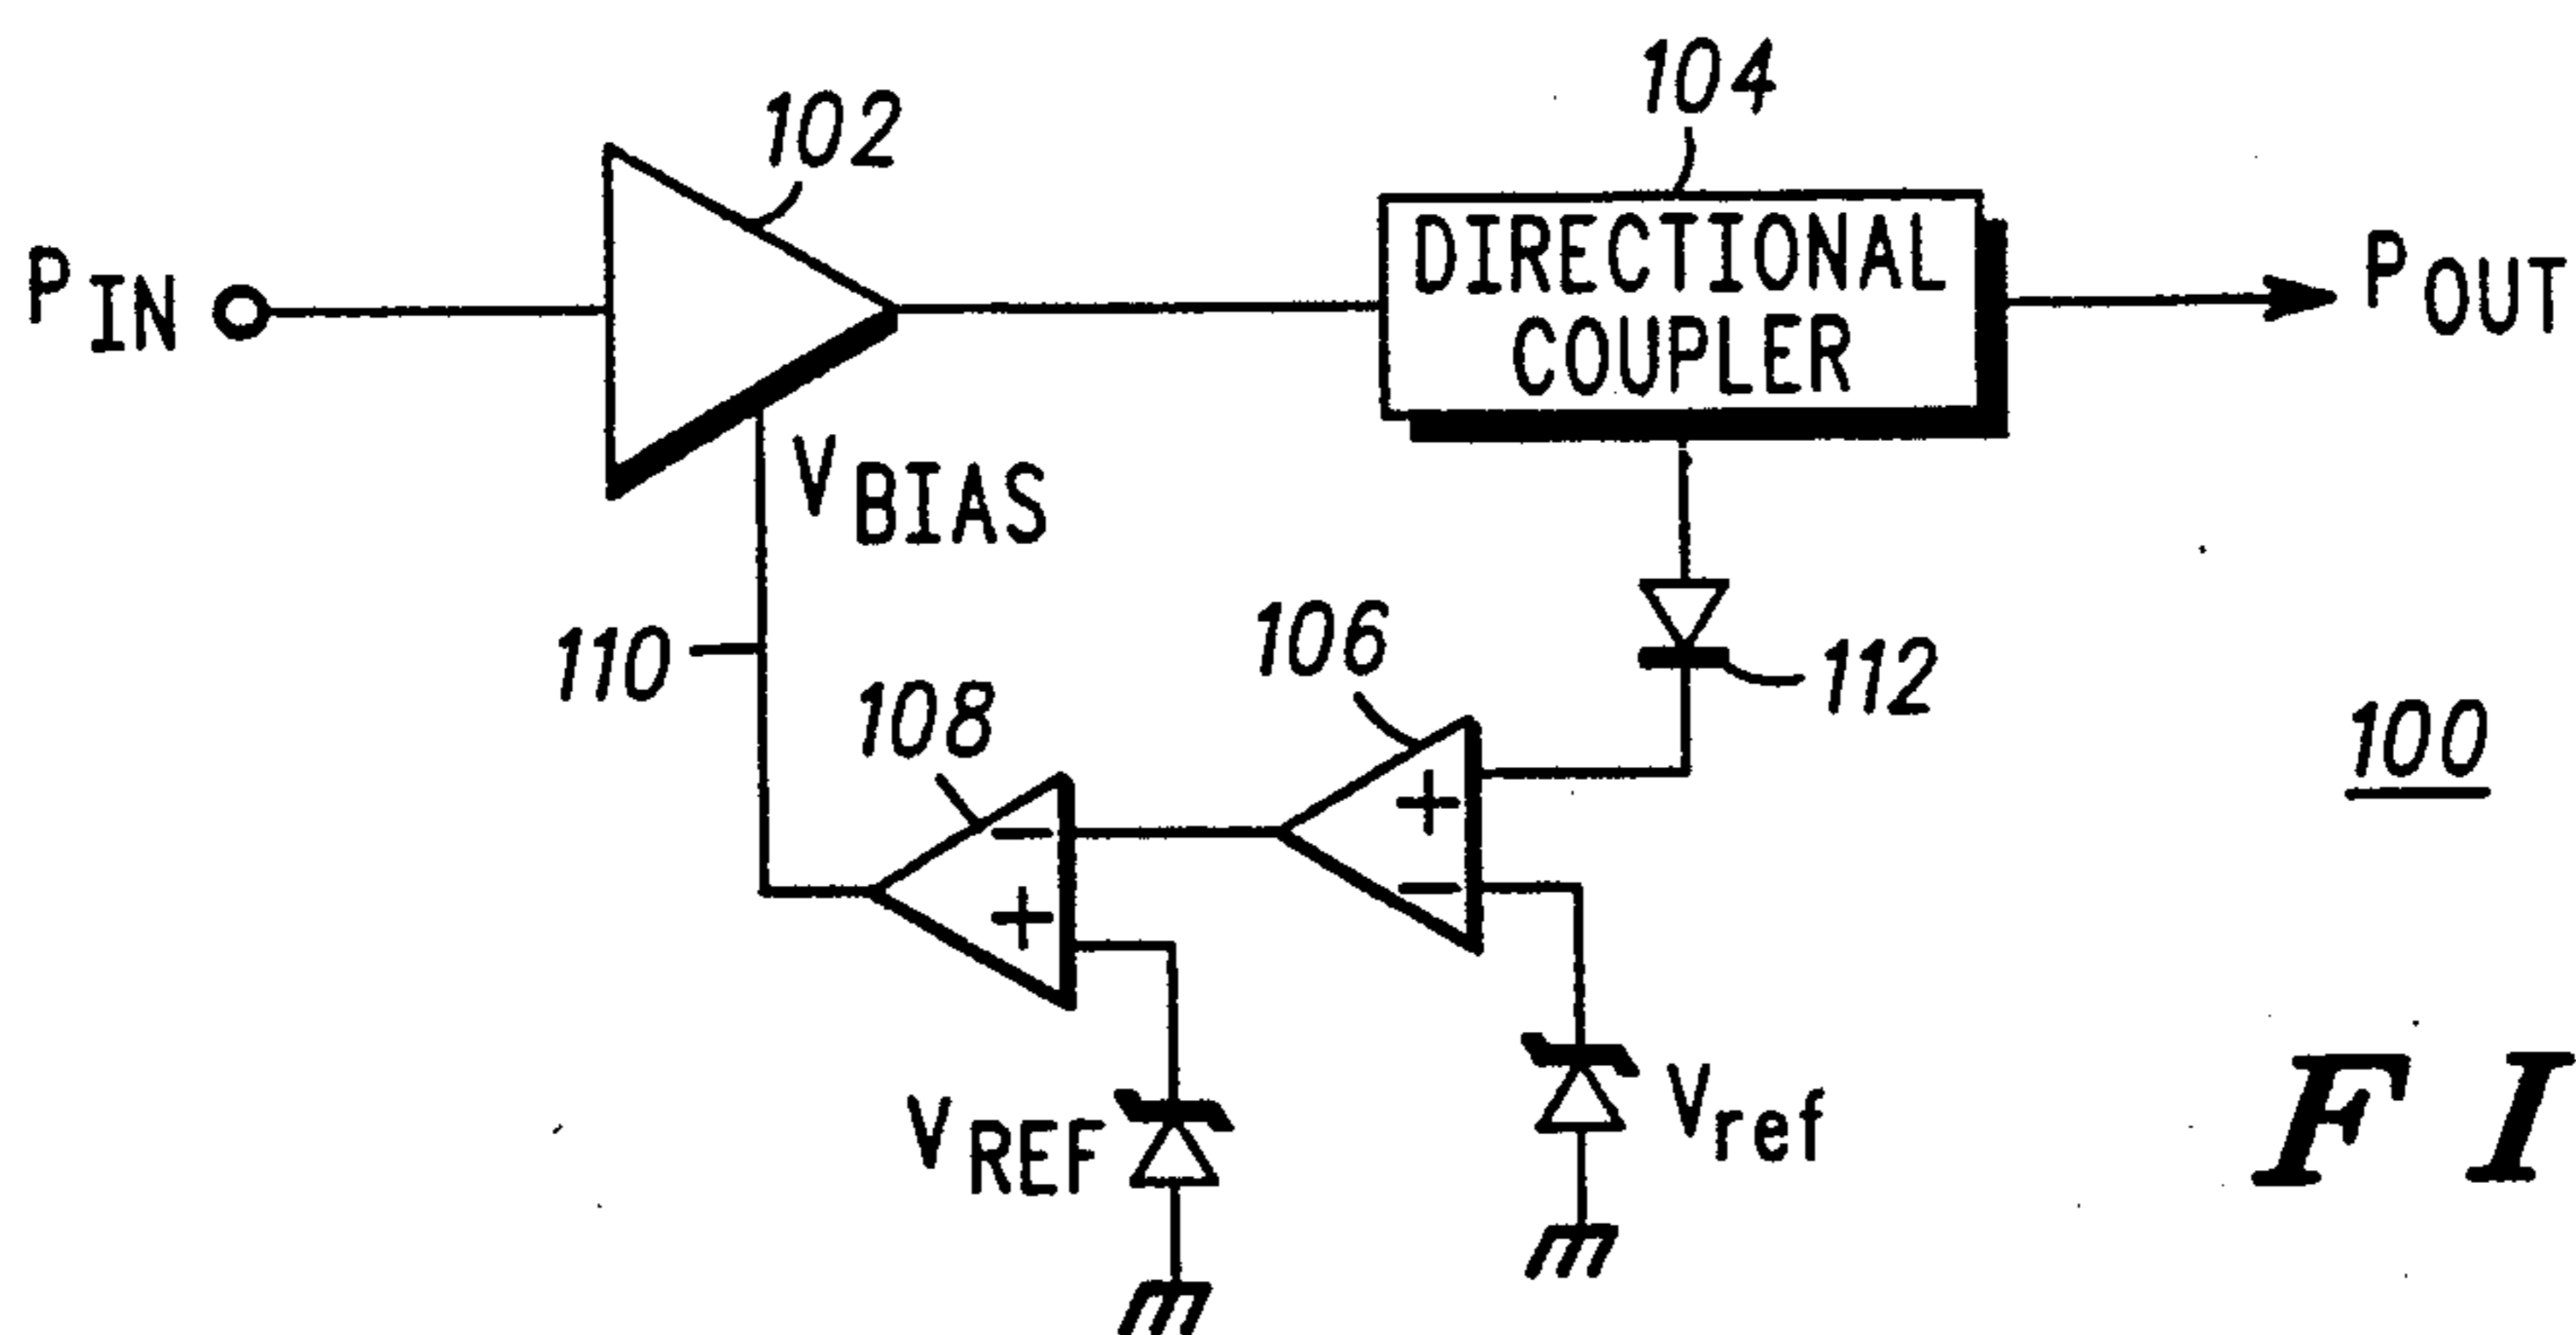 102
104
P IN
DIRECTIONAL
COUPLER
P OUT
V BIAS
110
108
106
112
100
- +
+ -
V REF
V ref
F I